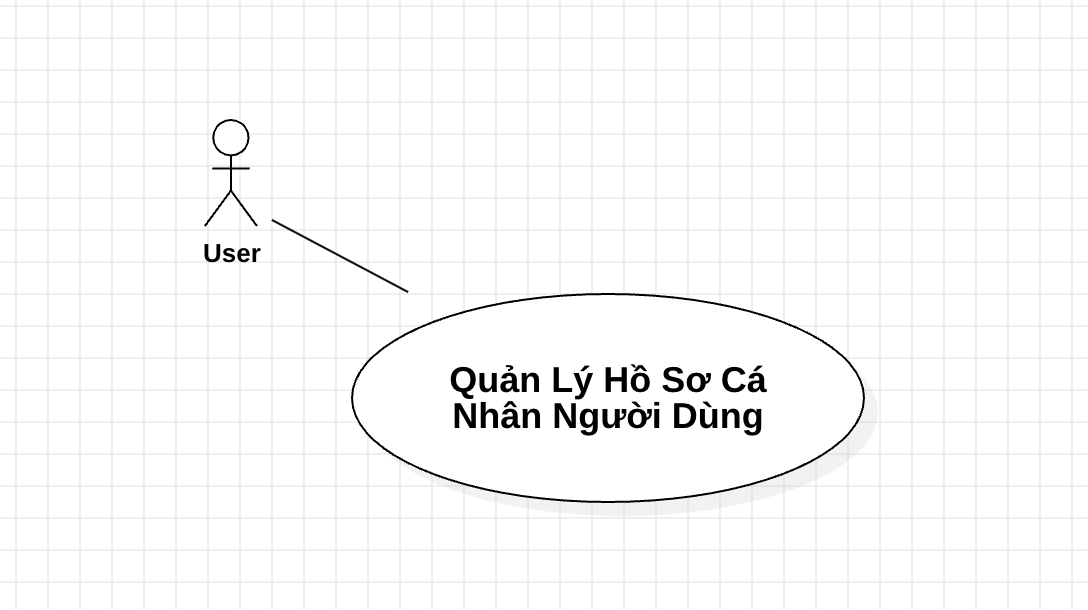 User
Quản Lý Hồ Sơ Cá
Nhân Người Dùng